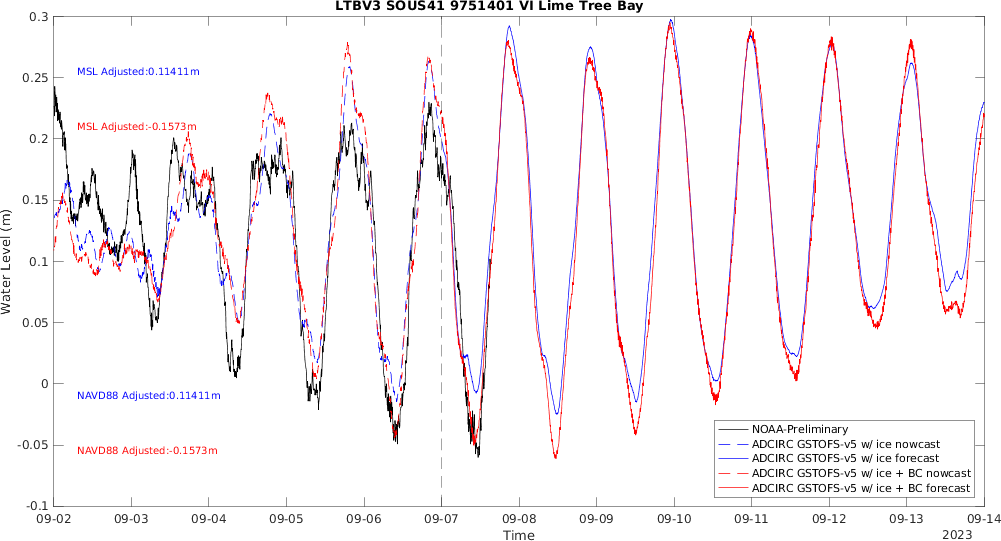 LTBV3 SOUS41 9751401 VI Lime Tree Bay
0.3
0.25
0.2
0.15
0.1
0.05
0
-0.05
-0.1
Water Level (m)
MSL Adjusted:0.11411m
MSL Adjusted:-0.1573m
NAVD88 Adjusted:0.11411m
NAVD88 Adjusted:-0.1573m
NOAA-Preliminary
ADCIRC GSTOFS-v5 w/ ice nowcast
ADCIRC GSTOFS-v5 w/ ice forecast
ADCIRC GSTOFS-v5 w/ ice + BC nowcast
ADCIRC GSTOFS-v5 w/ ice + BC forecast
09-02 09-03 09-04 09-05 09-06 09-07 09-08 09-09 09-10 09-11 09-12 09-13 09-14
Time
2023